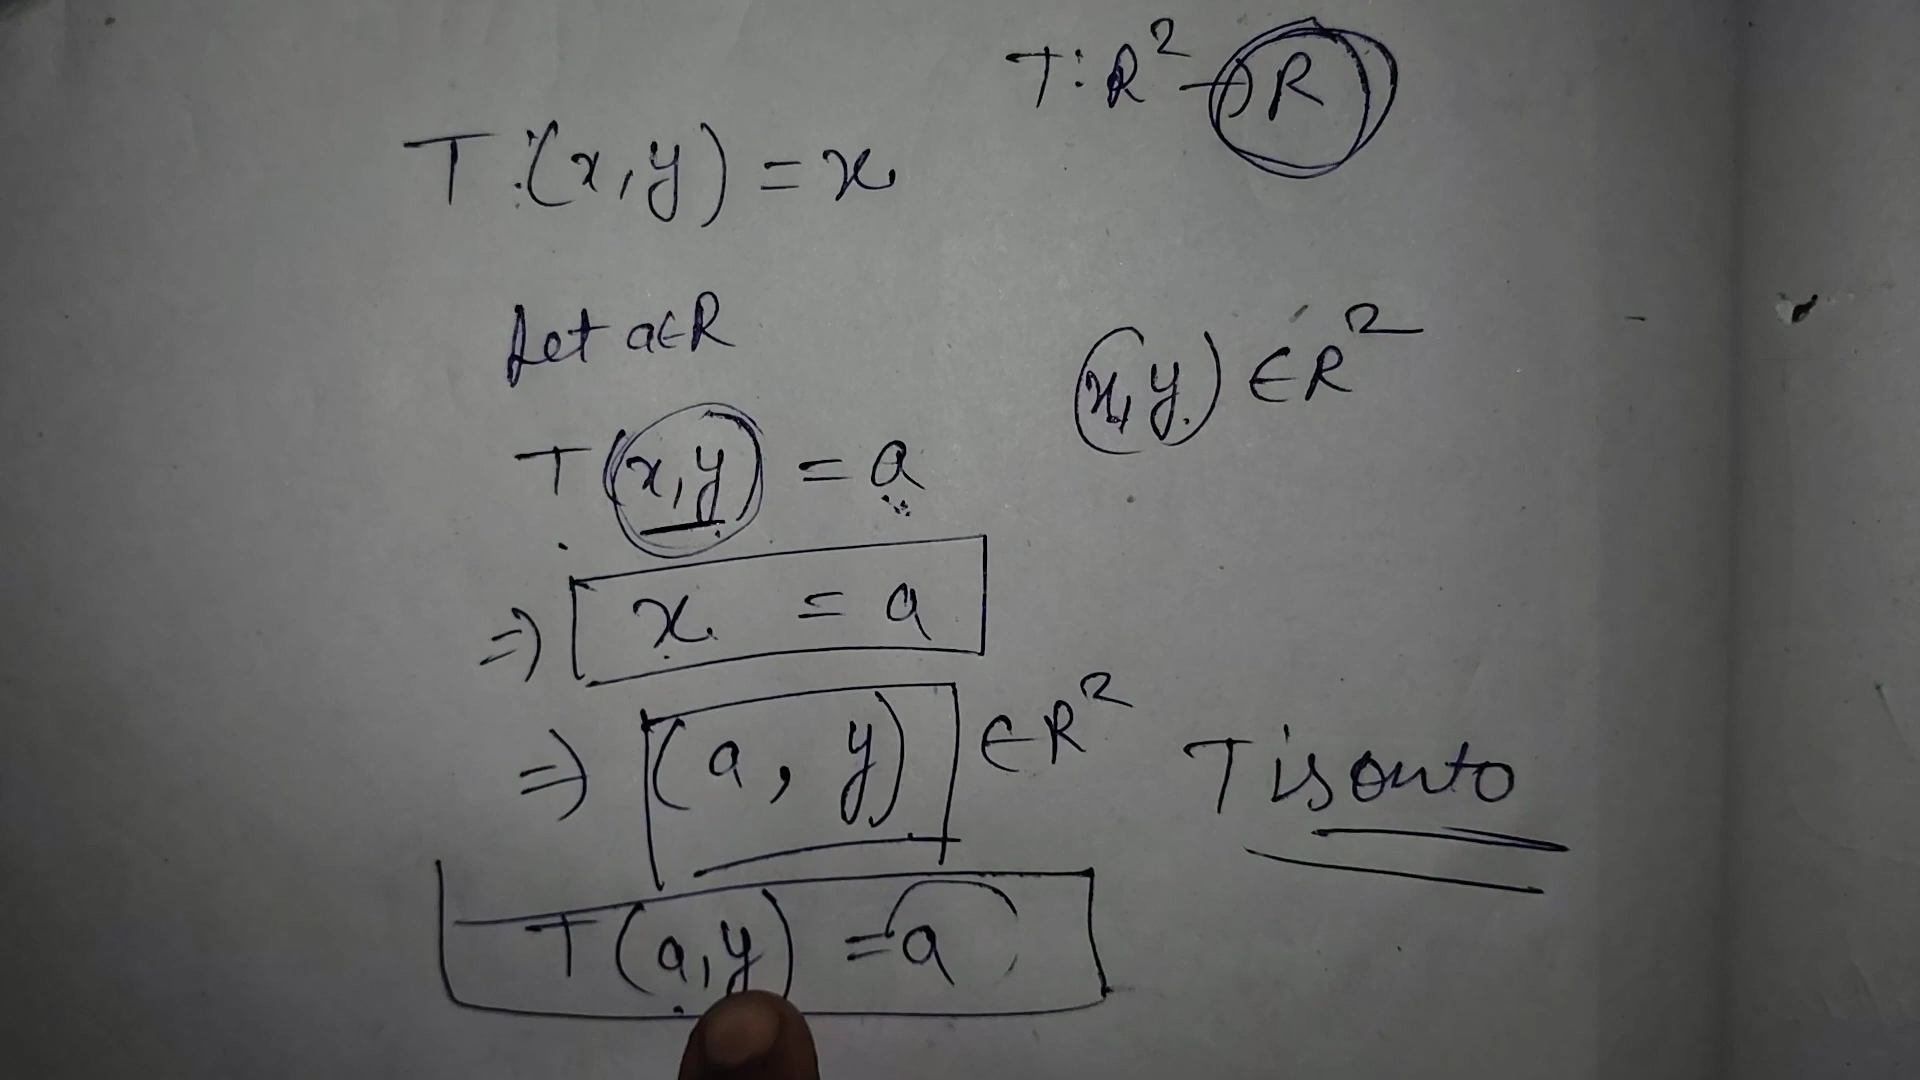 T: R² → R
T:(x,y) = x
Let a∈R
(x,y) ∈ R²
T(x,y) = a
⇒ x = a
⇒ (a, y) ∈ R²
T is onto
T(a,y) = a